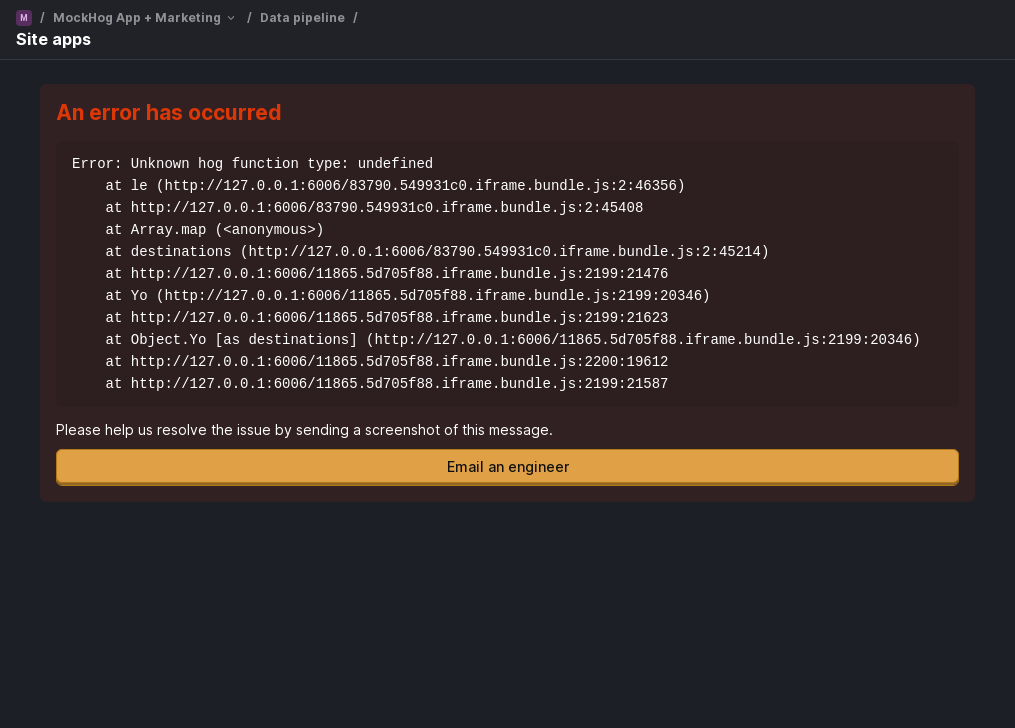 M / MockHog App + Marketing / Data pipeline /
Site apps
An error has occurred
Error: Unknown hog function type: undefined
    at le (http://127.0.0.1:6006/83790.549931c0.iframe.bundle.js:2:46356)
    at http://127.0.0.1:6006/83790.549931c0.iframe.bundle.js:2:45408
    at Array.map (<anonymous>)
    at destinations (http://127.0.0.1:6006/83790.549931c0.iframe.bundle.js:2:45214)
    at http://127.0.0.1:6006/11865.5d705f88.iframe.bundle.js:2199:21476
    at Yo (http://127.0.0.1:6006/11865.5d705f88.iframe.bundle.js:2199:20346)
    at http://127.0.0.1:6006/11865.5d705f88.iframe.bundle.js:2199:21623
    at Object.Yo [as destinations] (http://127.0.0.1:6006/11865.5d705f88.iframe.bundle.js:2199:20346)
    at http://127.0.0.1:6006/11865.5d705f88.iframe.bundle.js:2200:19612
    at http://127.0.0.1:6006/11865.5d705f88.iframe.bundle.js:2199:21587
Please help us resolve the issue by sending a screenshot of this message.
Email an engineer